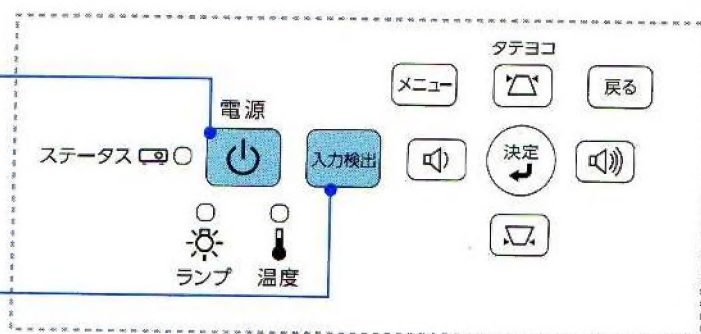 タテヨコ
メニュー
戻る
電源
ステータス
入力検出
決定
ランプ
温度